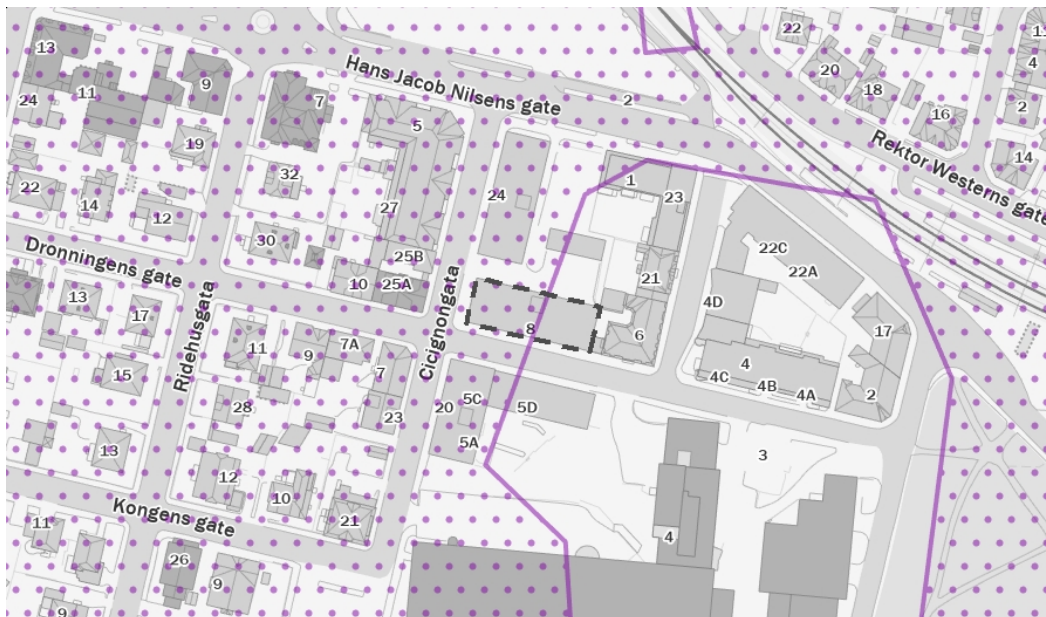 13
9
11
24
7
5
19
22
14
12
32
27
30
25B
10
25A
Hans Jacob Nilsens gate
2
24
1
23
21
8
6
22
20
18
16
4
2
14
Rektor Westerns gate
22C
22A
4D
17
4
4C
4B
4A
2
Dronningens gate
13
17
15
Ridehusgata
11
9
7A
7
Cicignongata
28
23
20
5C
5D
5A
13
12
10
21
Kongens gate
11
26
9
9
3
4